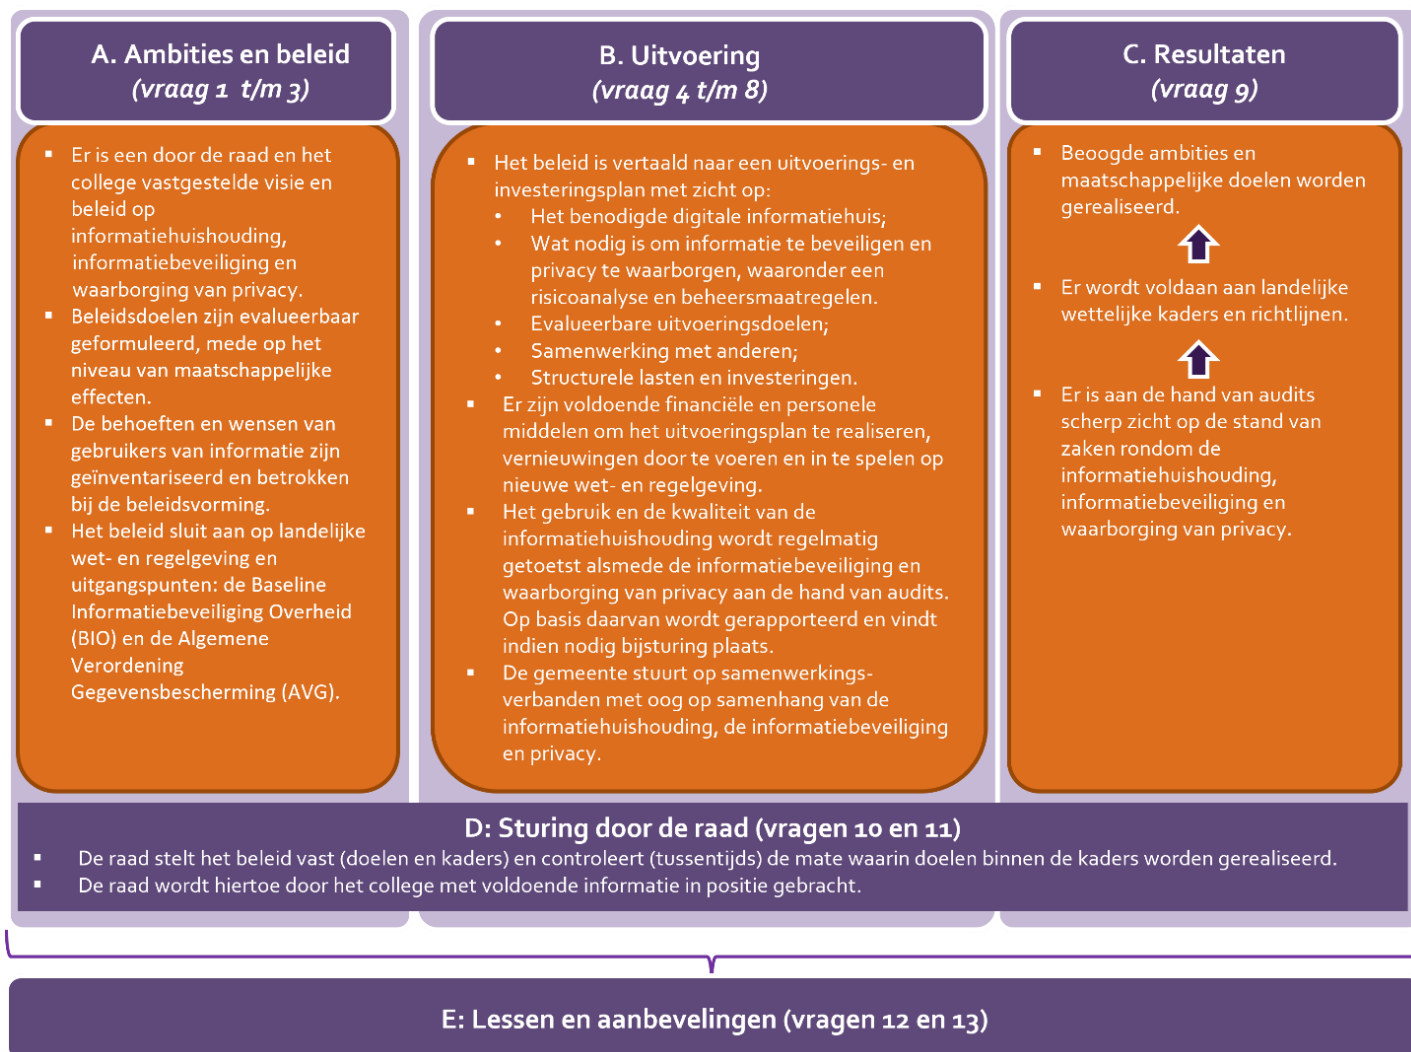 A. Ambities en beleid
(vraag 1 t/m 3)
Er is een door de raad en het
college vastgestelde visie en
beleid op
informatiehuishouding,
informatiebeveiliging en
waarborging van privacy.
Beleidsdoelen zijn evalueerbaar
geformuleerd, mede op het
niveau van maatschappelijke
effecten.
De behoeften en wensen van
gebruikers van informatie zijn
geïnventariseerd en betrokken
bij de beleidsvorming.
Het beleid sluit aan op landelijke
wet- en regelgeving en
uitgangspunten: de Baseline
Informatiebeveiliging Overheid
(BIO) en de Algemene
Verordening
Gegevensbescherming (AVG).
B. Uitvoering
(vraag 4 t/m 8)
Het beleid is vertaald naar een uitvoerings- en
investeringsplan met zicht op:
Het benodigde digitale informatiehuis;
Wat nodig is om informatie te beveiligen en
privacy te waarborgen, waaronder een
risicoanalyse en beheersmaatregelen.
Evalueerbare uitvoeringsdoelen;
Samenwerking met anderen;
Structurele lasten en investeringen.
Er zijn voldoende financiële en personele
middelen om het uitvoeringsplan te realiseren,
vernieuwingen door te voeren en in te spelen op
nieuwe wet- en regelgeving.
Het gebruik en de kwaliteit van de
informatiehuishouding wordt regelmatig
getoetst alsmede de informatiebeveiliging en
waarborging van privacy aan de hand van audits.
Op basis daarvan wordt gerapporteerd en vindt
indien nodig bijsturing plaats.
De gemeente stuurt op samenwerkings-
verbanden met oog op samenhang van de
informatiehuishouding, de informatiebeveiliging
en privacy.
C. Resultaten
(vraag 9)
Beoogde ambities en
maatschappelijke doelen worden
gerealiseerd.
Er wordt voldaan aan landelijke
wettelijke kaders en richtlijnen.
Er is aan de hand van audits
scherp zicht op de stand van
zaken rondom de
informatiehuishouding,
informatiebeveiliging en
waarborging van privacy.
D: Sturing door de raad (vragen 10 en 11)
De raad stelt het beleid vast (doelen en kaders) en controleert (tussentijds) de mate waarin doelen binnen de kaders worden gerealiseerd.
De raad wordt hiertoe door het college met voldoende informatie in positie gebracht.
E: Lessen en aanbevelingen (vragen 12 en 13)